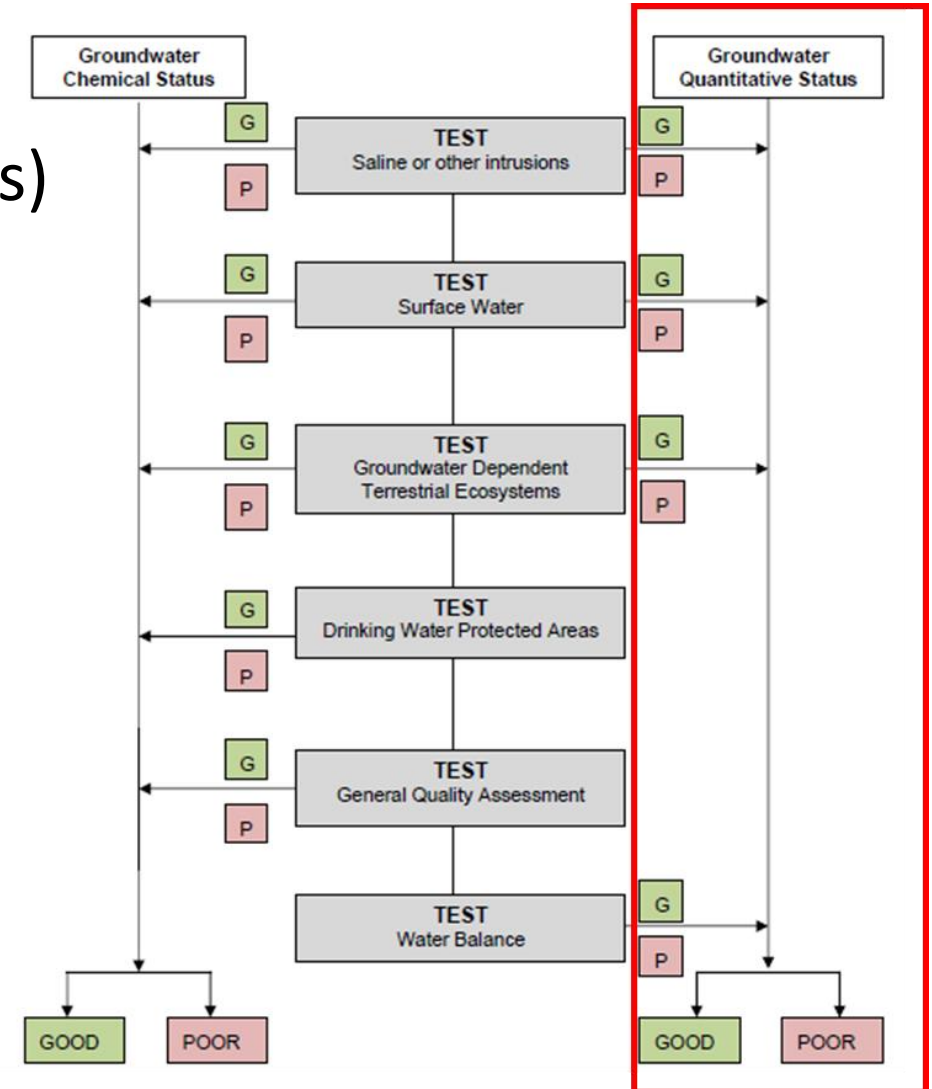 Groundwater
Chemical Status
Groundwater
Quantitative Status
s)
G
P
TEST
Saline or other intrusions
G
P
G
P
TEST
Surface Water
G
P
G
P
TEST
Groundwater Dependent
Terrestrial Ecosystems
G
P
G
P
TEST
Drinking Water Protected Areas
G
P
TEST
General Quality Assessment
TEST
Water Balance
G
P
GOOD
POOR
GOOD
POOR